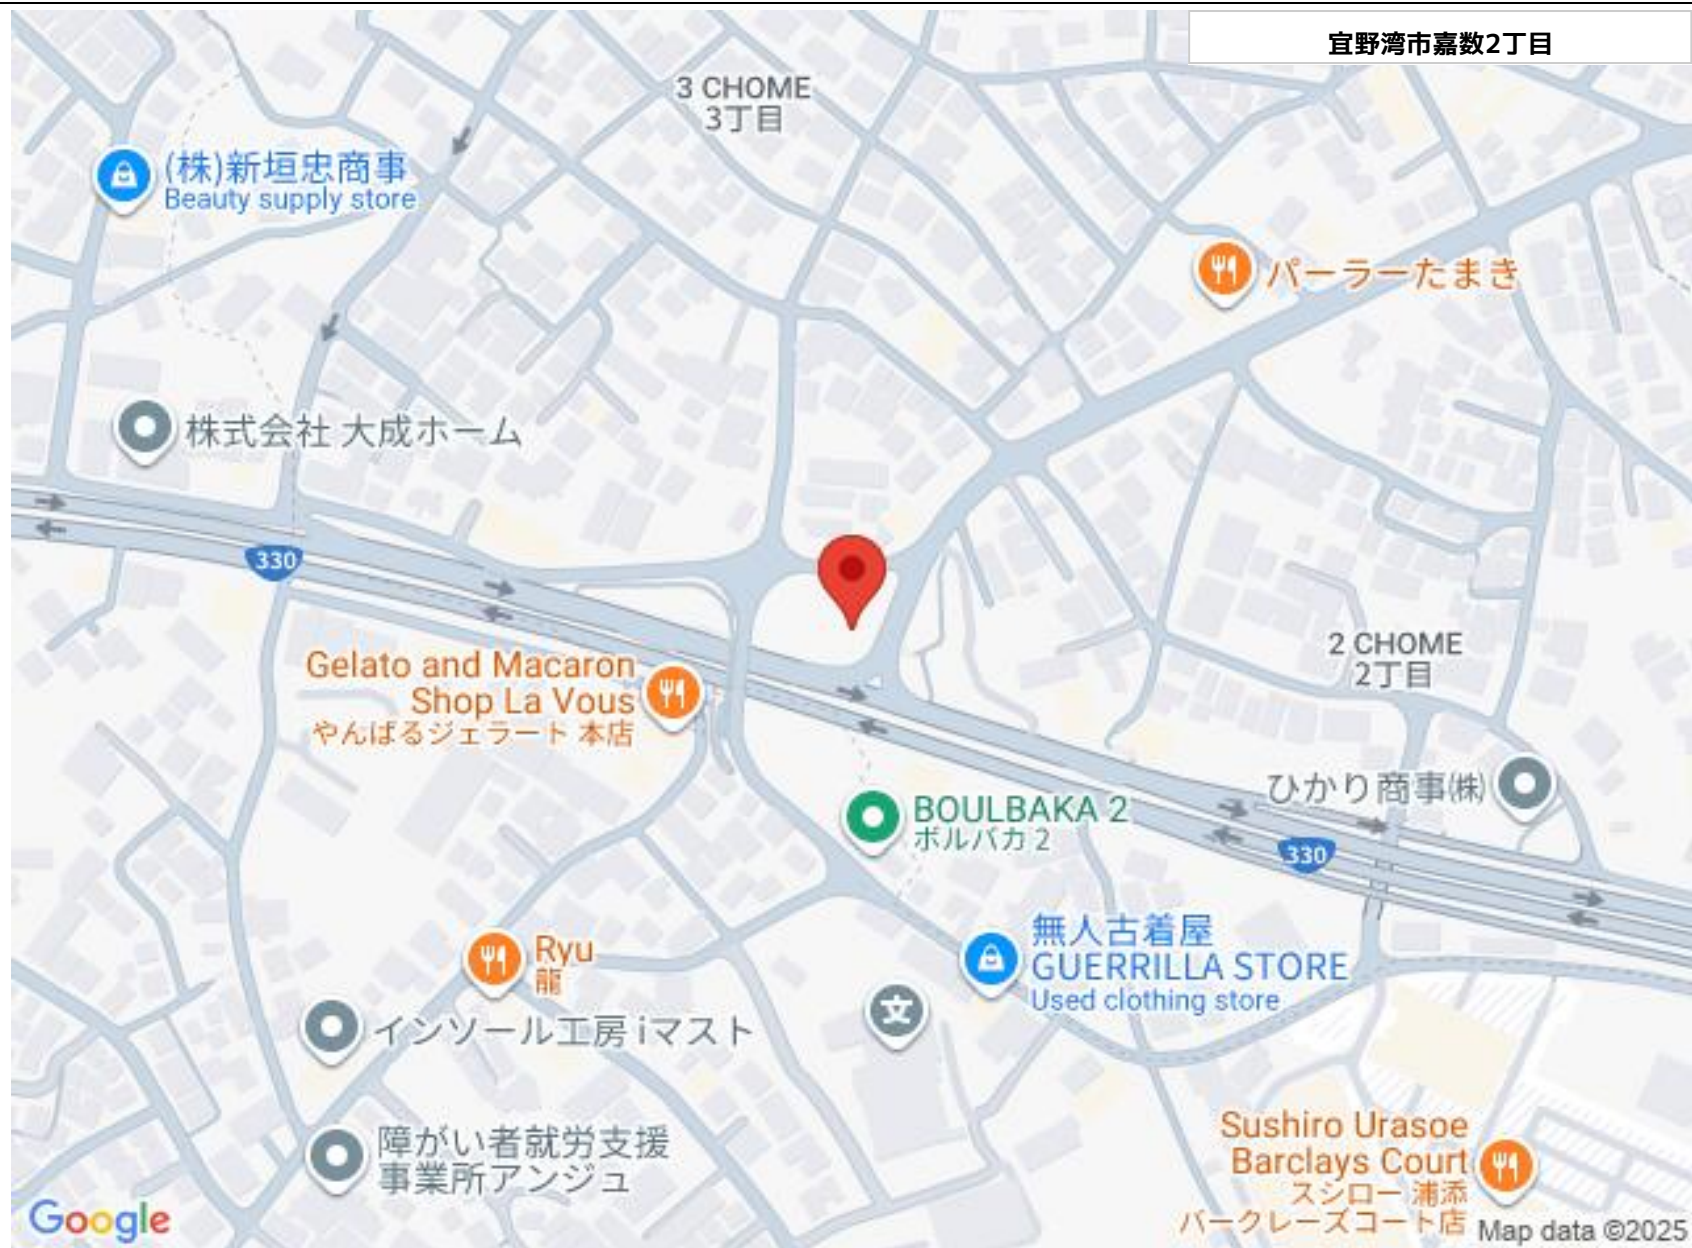 宜野湾市嘉数2丁目
3 CHOME
3丁目
(株)新垣忠商事
Beauty supply store
パーラーたまき
株式会社 大成ホーム
330
2 CHOME
2丁目
Gelato and Macaron
Shop La Vous
やんばるジェラート 本店
ひかり商事㈱
BOULBAKA 2
ボルバカ 2
330
無人古着屋
GUERRILLA STORE
Used clothing store
Ryu
龍
文
インソール工房 iマスト
障がい者就労支援
事業所アンジュ
Sushiro Urasoe
Barclays Court
スシロー 浦添
バークレーズコート店
Google
Map data ©2025